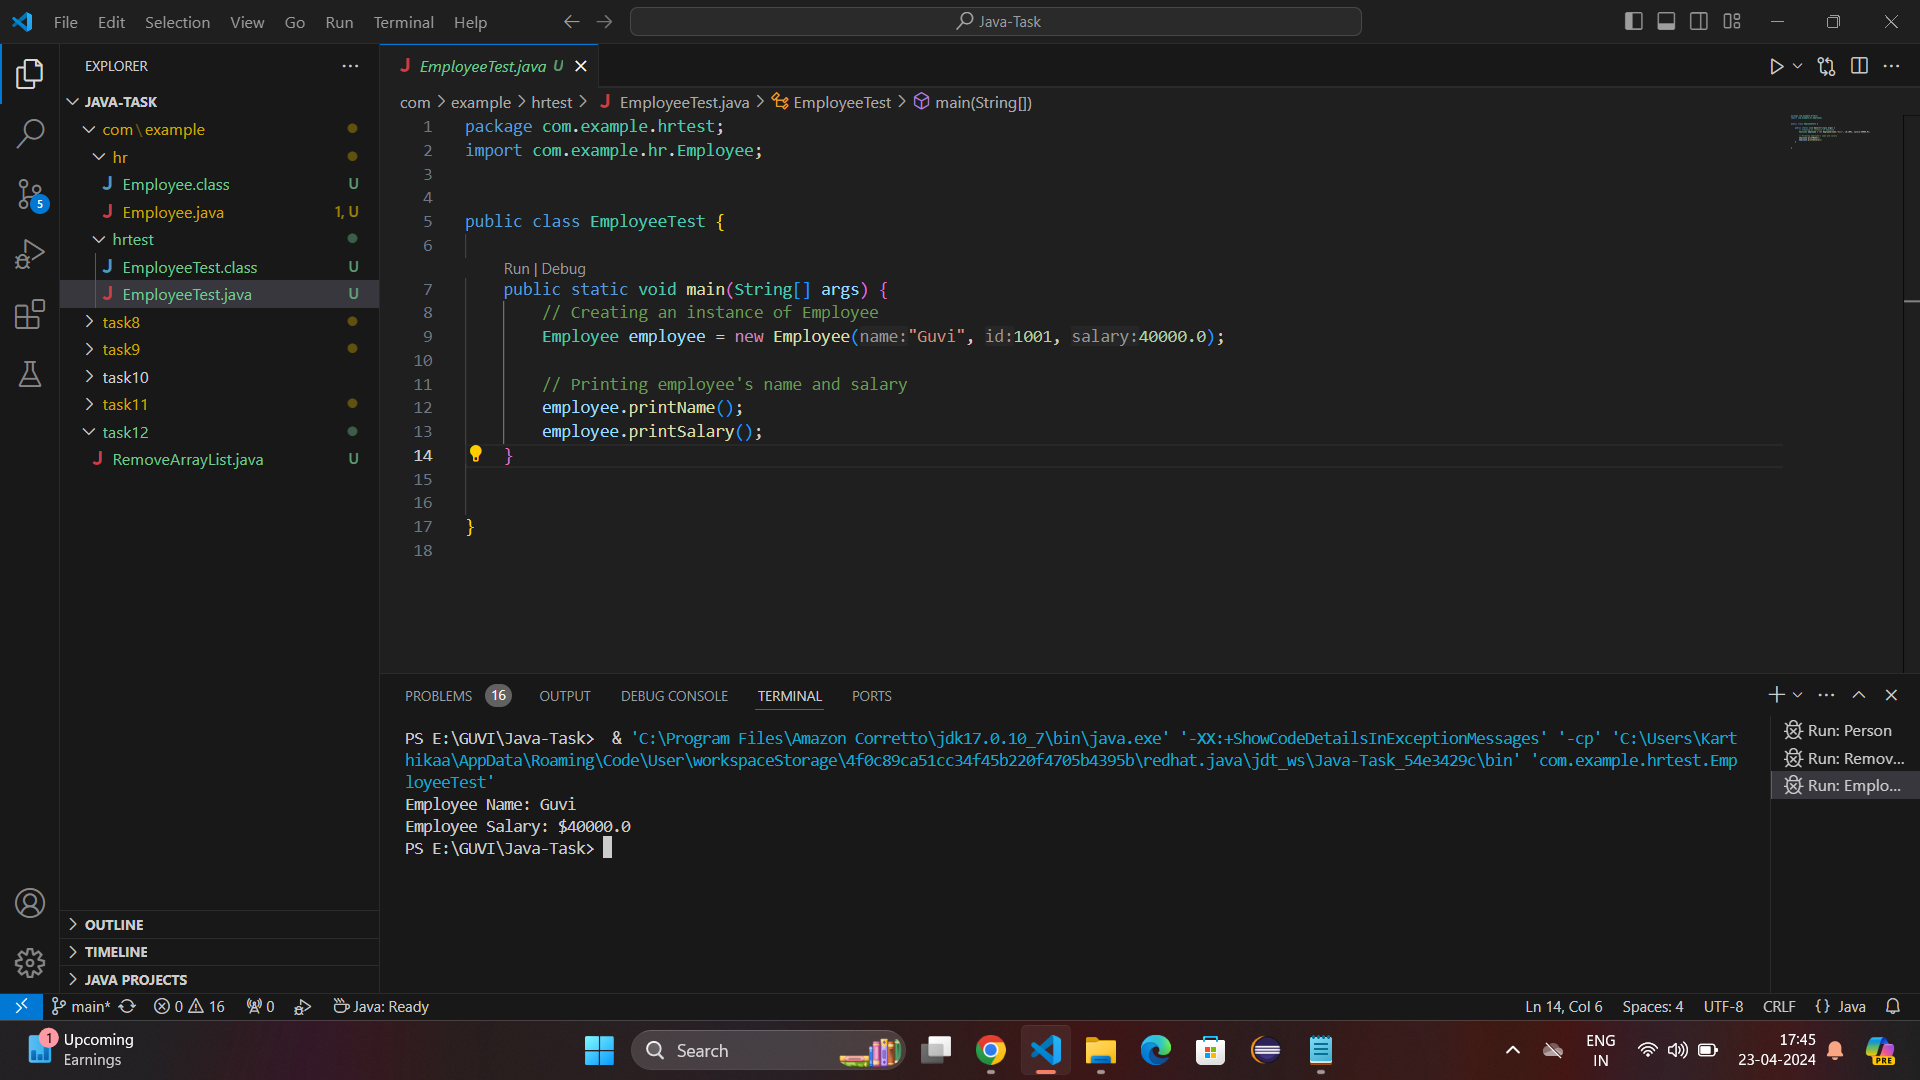 File Edit Selection View Go Run Terminal Help
Java-Task
EXPLORER
JAVA-TASK
com\example
hr
Employee.class U
Employee.java 1, U
hrtest
EmployeeTest.class U
EmployeeTest.java U
task8
task9
task10
task11
task12
RemoveArrayList.java U
OUTLINE
TIMELINE
JAVA PROJECTS
5
EmployeeTest.java U
com > example > hrtest > EmployeeTest.java > EmployeeTest > main(String[])
1 package com.example.hrtest;
2 import com.example.hr.Employee;
3
4
5 public class EmployeeTest {
6
Run | Debug
7 public static void main(String[] args) {
8 // Creating an instance of Employee
9 Employee employee = new Employee(name:"Guvi", id:1001, salary:40000.0);
10
11 // Printing employee's name and salary
12 employee.printName();
13 employee.printSalary();
14 }
15
16
17 }
18
PROBLEMS 16 OUTPUT DEBUG CONSOLE TERMINAL PORTS
PS E:\GUVI\Java-Task>  & 'C:\Program Files\Amazon Corretto\jdk17.0.10_7\bin\java.exe' '-XX:+ShowCodeDetailsInExceptionMessages' '-cp' 'C:\Users\Kart
hikaa\AppData\Roaming\Code\User\workspaceStorage\4f0c89ca51cc34f45b220f4705b4395b\redhat.java\jdt_ws\Java-Task_54e3429c\bin' 'com.example.hrtest.Emp
loyeeTest'
Employee Name: Guvi
Employee Salary: $40000.0
PS E:\GUVI\Java-Task>
Run: Person
Run: Remov...
Run: Emplo...
main* 0 16 0 Java: Ready
Ln 14, Col 6 Spaces: 4 UTF-8 CRLF {} Java
1
Upcoming
Earnings
Search
ENG
IN
17:45
23-04-2024
PRE